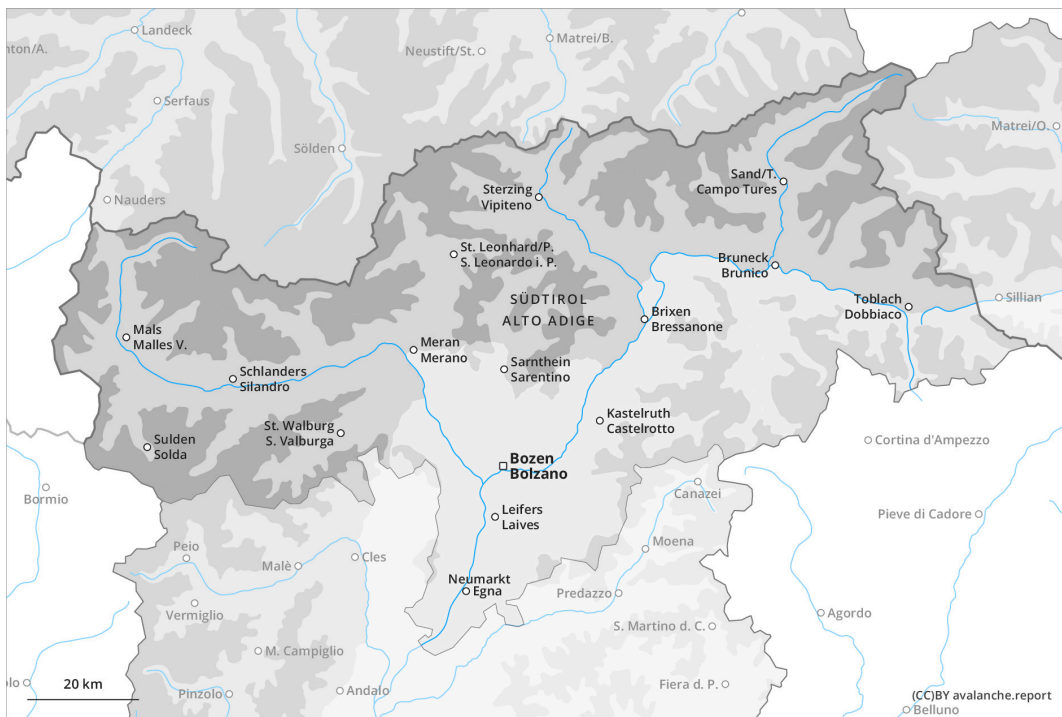 Landeck
Matrei/B.
nton/A.
Neustift/St.
Serfaus
Matrei/O.
Sölden
Sand/T.
Campo Tures
Sterzing
Vipiteno
Nauders
St. Leonhard/P.
S. Leonardo i. P.
Bruneck
Brunico
SÜDTIROL
ALTO ADIGE
Toblach
Dobbiaco
Sillian
Brixen
Bressanone
Mals
Malles V.
Meran
Merano
Sarnthein
Sarentino
Schlanders
Silandro
Kastelruth
Castelrotto
St. Walburg
S. Valburga
Sulden
Solda
Cortina d'Ampezzo
Bozen
Bolzano
Bormio
Canazei
Leifers
Laives
Pieve di Cadore
Peio
Malè
Cles
Moena
Neumarkt
Egna
Predazzo
Vermiglio
Agordo
S. Martino d. C.
M. Campiglio
olo
20 km
Pinzolo
Andalo
Fiera d. P.
(CC)BY avalanche.report
Belluno